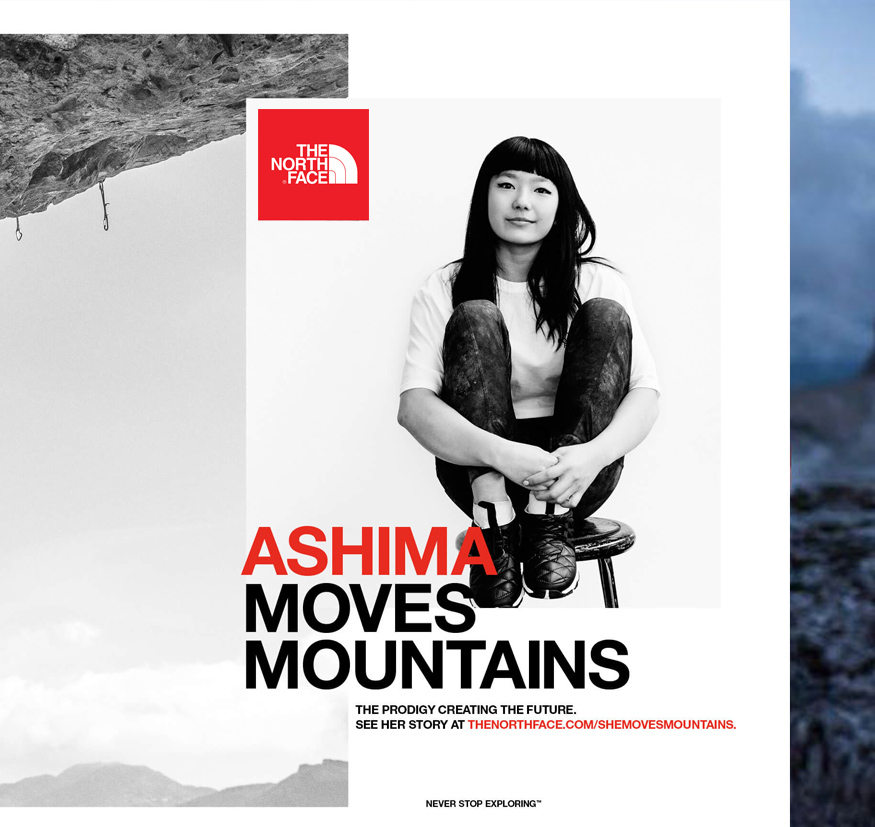 THE
NORTH
FACE
ASHIMA
MOVES
MOUNTAINS
THE PRODIGY CREATING THE FUTURE.
SEE HER STORY AT THENORTHFACE.COM/SHEMOVESMOUNTAINS.
NEVER STOP EXPLORING™